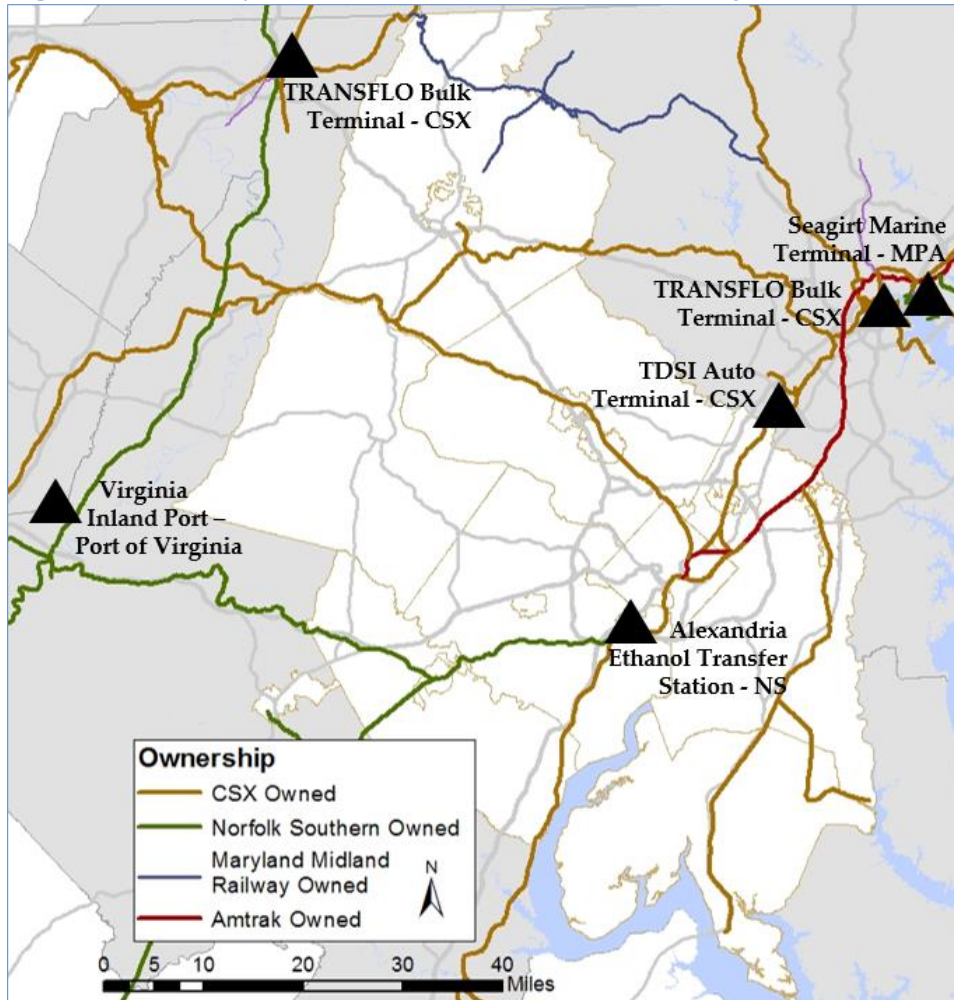 TRANSFLO Bulk
Terminal - CSX
Seagirt Marine
Terminal - MPA
TRANSFLO Bulk
Terminal - CSX
TDSI Auto
Terminal - CSX
Virginia
Inland Port –
Port of Virginia
Alexandria
Ethanol Transfer
Station - NS
Ownership
CSX Owned
Norfolk Southern Owned
Maryland Midland
Railway Owned
Amtrak Owned
N
0 5 10 20 30 40
Miles